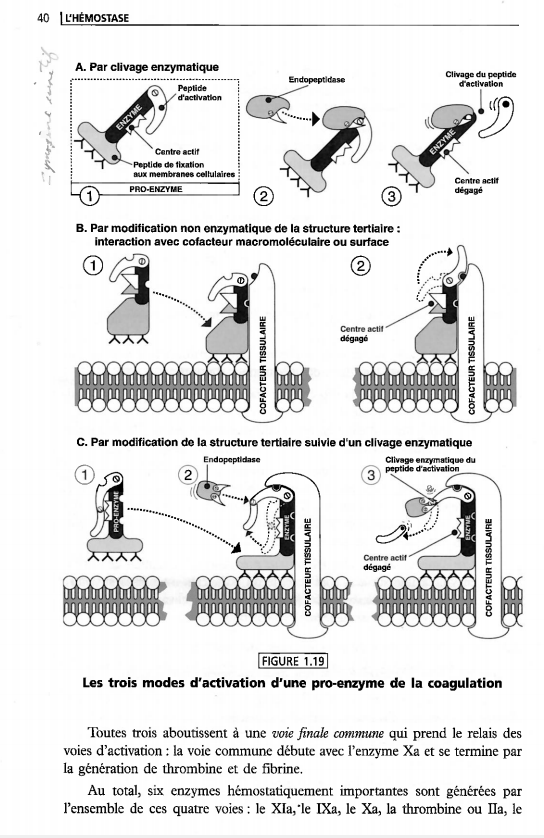 40 L'HÉMOSTASE
A. Par clivage enzymatique
Peptide
d'activation
ENZYME
Centre actif
Peptide de fixation
aux membranes cellulaires
PRO-ENZYME
1
Endopeptidase
2
Clivage du peptide
d'activation
ENZYME
Centre actif
dégagé
3
B. Par modification non enzymatique de la structure tertiaire :
interaction avec cofacteur macromoléculaire ou surface
1
COFACTEUR TISSULAIRE
2
Centre actif
dégagé
COFACTEUR TISSULAIRE
C. Par modification de la structure tertiaire suivie d'un clivage enzymatique
1
PRO-ENZYME
2
Endopeptidase
ENZYME
COFACTEUR TISSULAIRE
3
Clivage enzymatique du
peptide d'activation
ENZYME
Centre actif
dégagé
COFACTEUR TISSULAIRE
FIGURE 1.19
Les trois modes d'activation d'une pro-enzyme de la coagulation
Toutes trois aboutissent à une voie finale commune qui prend le relais des
voies d'activation : la voie commune débute avec l'enzyme Xa et se termine par
la génération de thrombine et de fibrine.
Au total, six enzymes hémostatiquement importantes sont générées par
l'ensemble de ces quatre voies : le XIa, le IXa, le Xa, la thrombine ou IIa, le